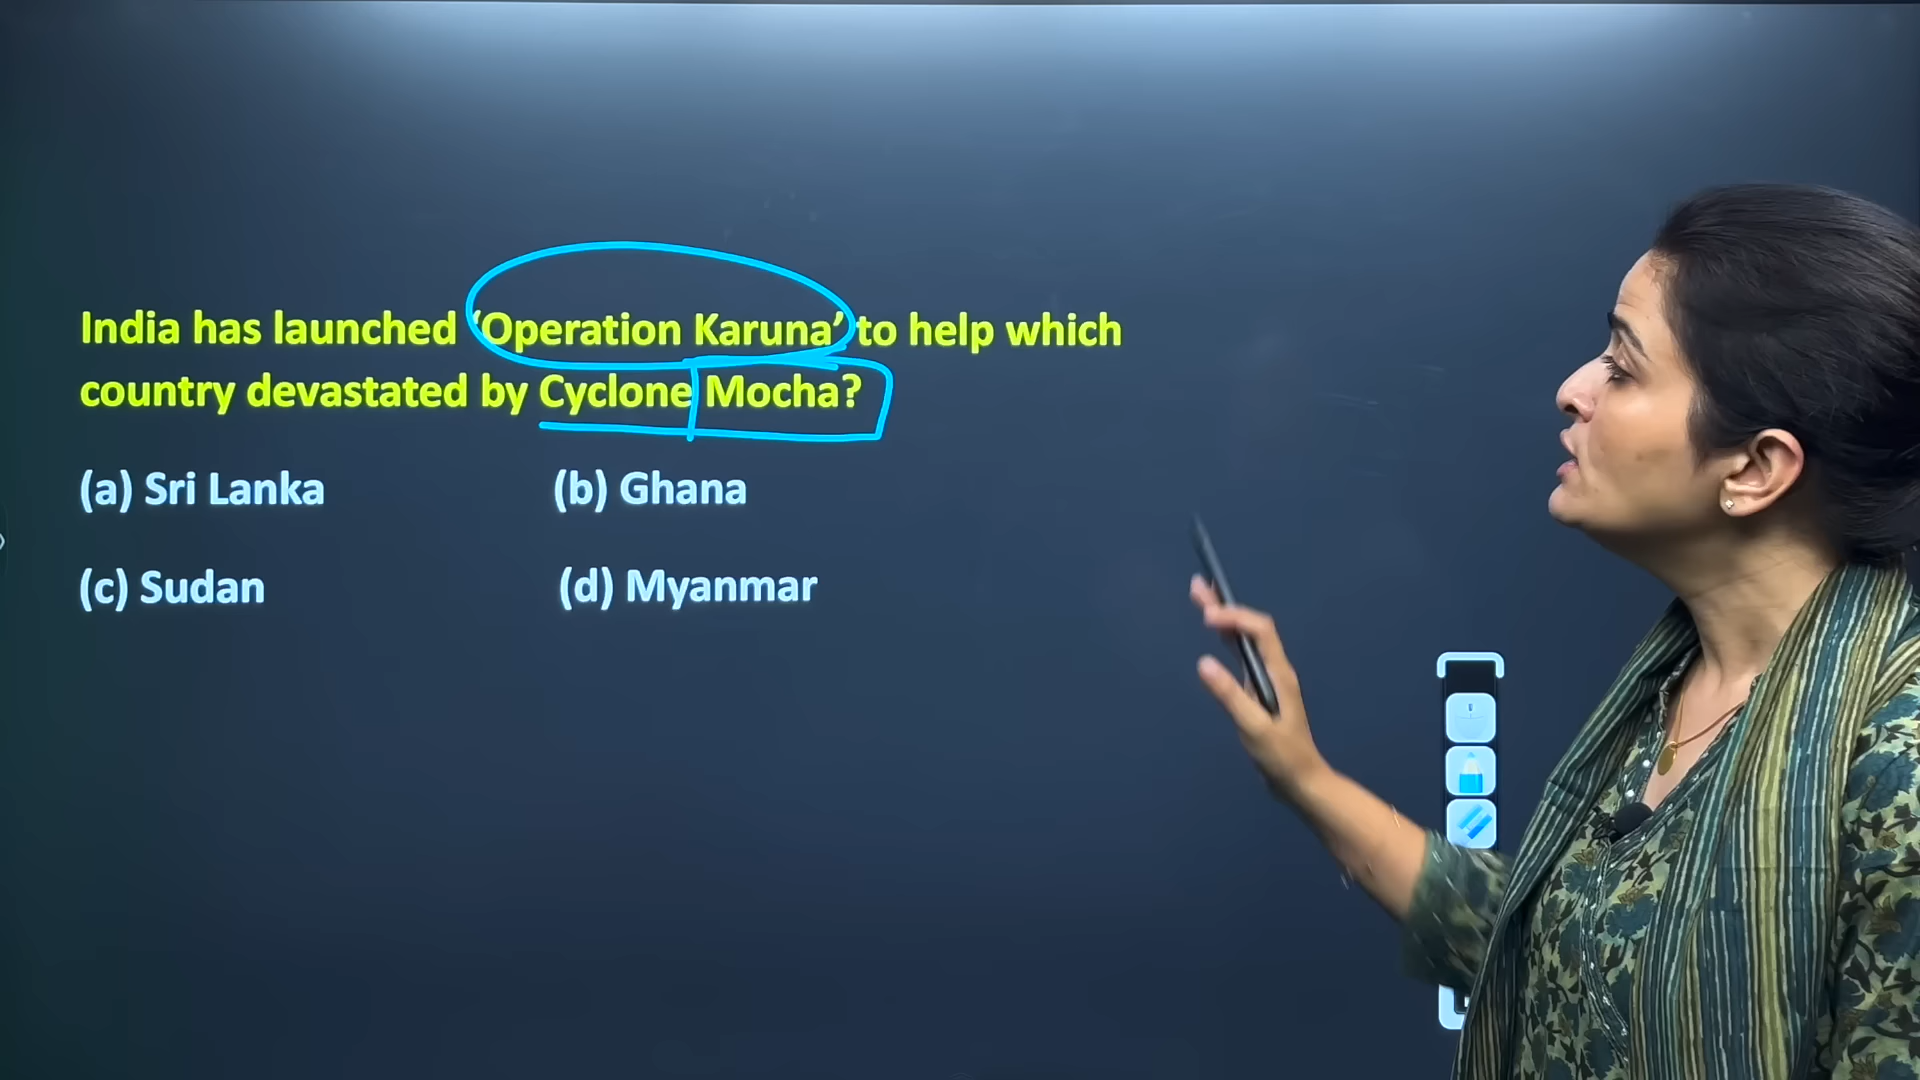 India has launched ‘Operation Karuna’ to help which
country devastated by Cyclone Mocha?
(a) Sri Lanka (b) Ghana
(c) Sudan (d) Myanmar